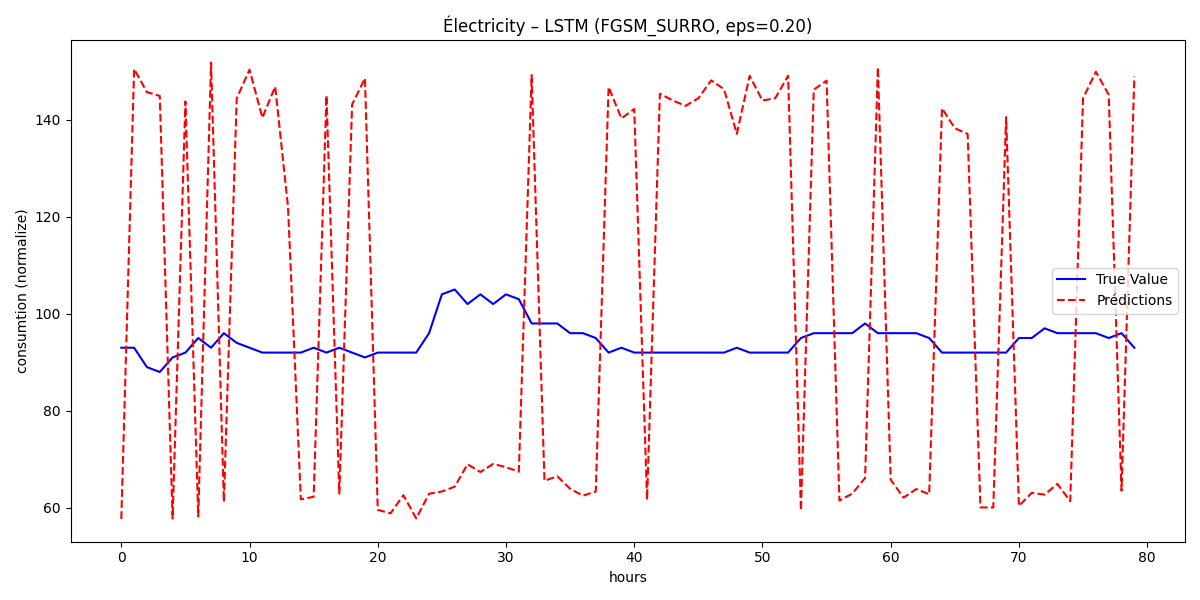 Électricity – LSTM (FGSM_SURRO, eps=0.20)
consumtion (normalize)
140
120
100
80
60
True Value
Prédictions
0 10 20 30 40 50 60 70 80
hours